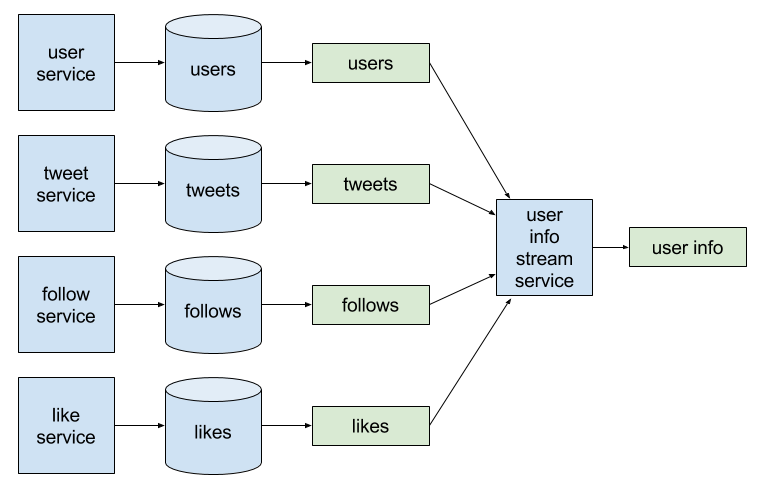 user
service
users
users
tweet
service
tweets
tweets
follow
service
follows
follows
like
service
likes
likes
user
info
stream
service
user info